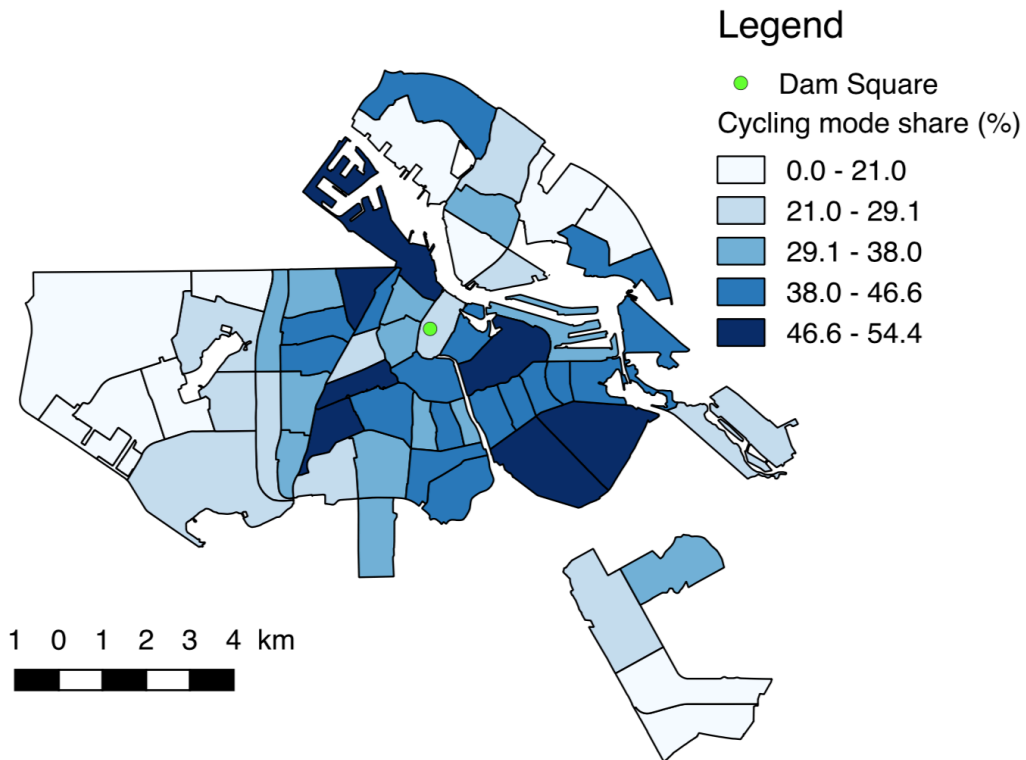 Legend
Dam Square
Cycling mode share (%)
0.0 - 21.0
21.0 - 29.1
29.1 - 38.0
38.0 - 46.6
46.6 - 54.4
1 0 1 2 3 4 km